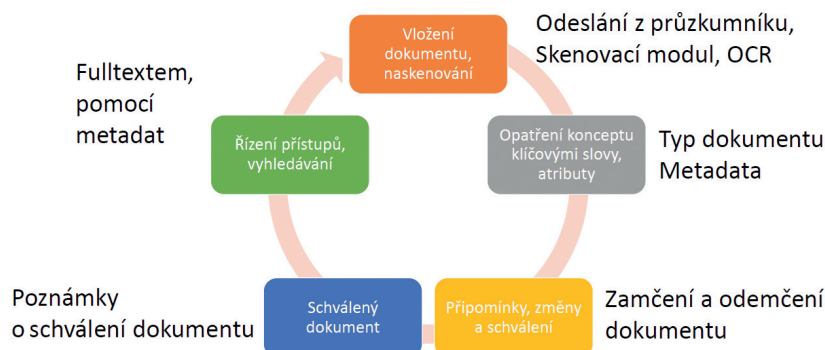 Vložení
dokumentu,
naskenování
Odeslání z průzkumníku,
Skenovací modul, OCR
Opatření konceptu
klíčovými slovy,
atributy
Typ dokumentu
Metadata
Připomínky, změny
a schválení
Zamčení a odemčení
dokumentu
Schválený
dokument
Poznámky
o schválení dokumentu
Řízení přístupů,
vyhledávání
Fulltextem,
pomocí
metadat